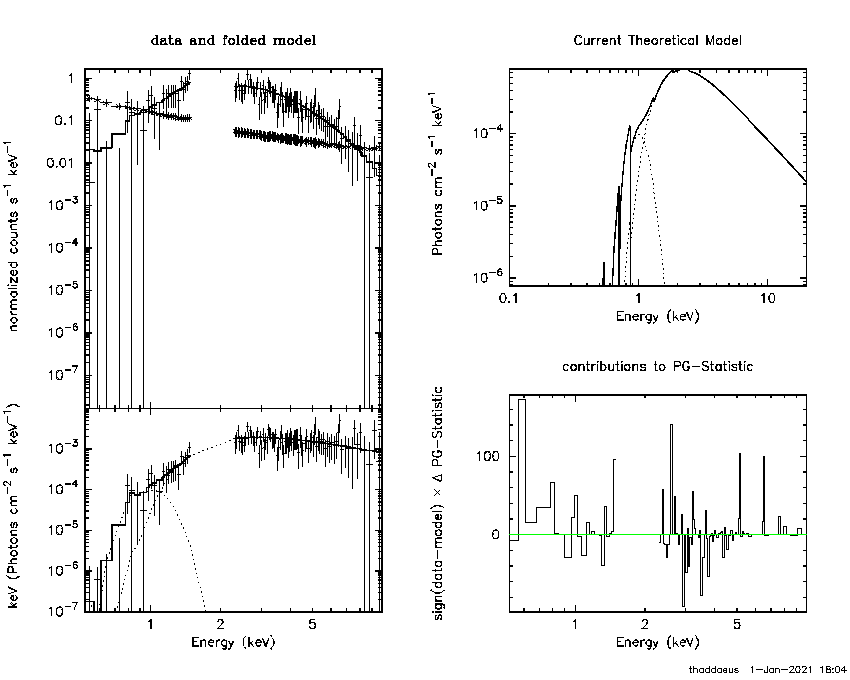 data and folded model
normalized counts s⁻¹ keV⁻¹
1
0.1
0.01
10⁻³
10⁻⁴
10⁻⁵
10⁻⁶
10⁻⁷
keV (Photons cm⁻² s⁻¹ keV⁻¹)
10⁻³
10⁻⁴
10⁻⁵
10⁻⁶
10⁻⁷
1 2 5
Energy (keV)
Current Theoretical Model
Photons cm⁻² s⁻¹ keV⁻¹
10⁻⁴
10⁻⁵
10⁻⁶
0.1 1 10
Energy (keV)
contributions to PG−Statistic
sign(data−model) × Δ PG−Statistic
100
0
1 2 5
Energy (keV)
thaddaeus 1−Jan−2021 18:04